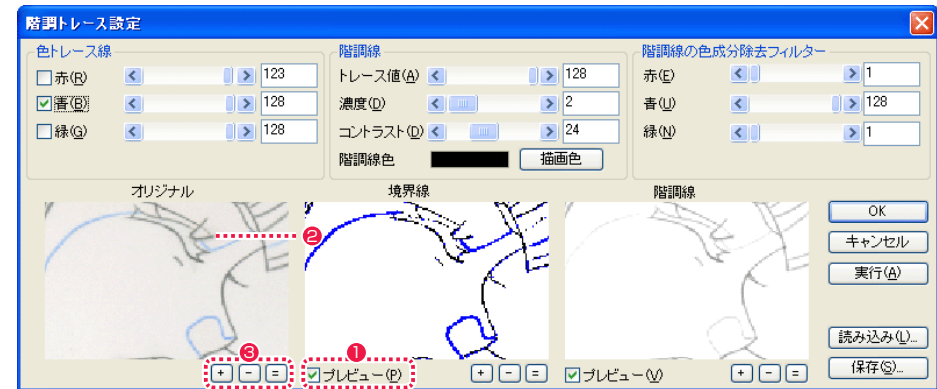 階調トレース設定
色トレース線
赤(R) 123
青(B) 128
緑(G) 128
階調線
トレース値(A) 128
濃度(D) 2
コントラスト(D) 24
階調線色 描画色
階調線の色成分除去フィルター
赤(E) 1
青(U) 128
緑(N) 1
オリジナル
境界線
階調線
❷
❸
❶
+ - =
プレビュー(P) + - =
プレビュー(V) + - =
OK
キャンセル
実行(A)
読み込み(L)...
保存(S)...